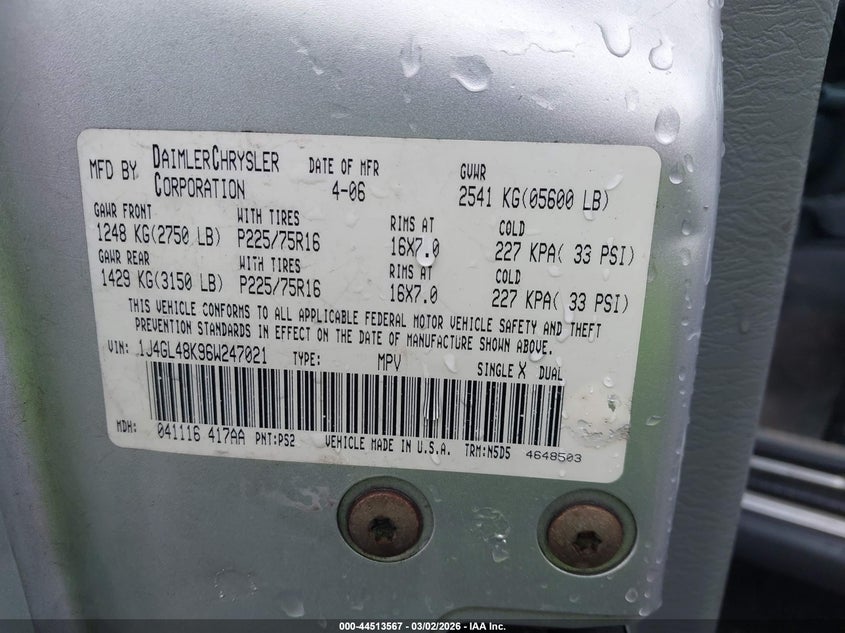 MFD BY DAIMLERCHRYSLER CORPORATION DATE OF MFR 4-06 GVWR 2541 KG(05600 LB)
GAWR FRONT WITH TIRES RIMS AT COLD
1248 KG(2750 LB) P225/75R16 16X7.0 227 KPA( 33 PSI)
GAWR REAR WITH TIRES RIMS AT COLD
1429 KG(3150 LB) P225/75R16 16X7.0 227 KPA( 33 PSI)
THIS VEHICLE CONFORMS TO ALL APPLICABLE FEDERAL MOTOR VEHICLE SAFETY AND THEFT
PREVENTION STANDARDS IN EFFECT ON THE DATE OF MANUFACTURE SHOWN ABOVE.
VIN: 1J4GL48K96W247021 TYPE: MPV SINGLE X DUAL
MDH: 041116 417AA PNT:PS2 VEHICLE MADE IN U.S.A. TRM:N5D5 4648503
000-44513567 - 03/02/2026 - IAA Inc.